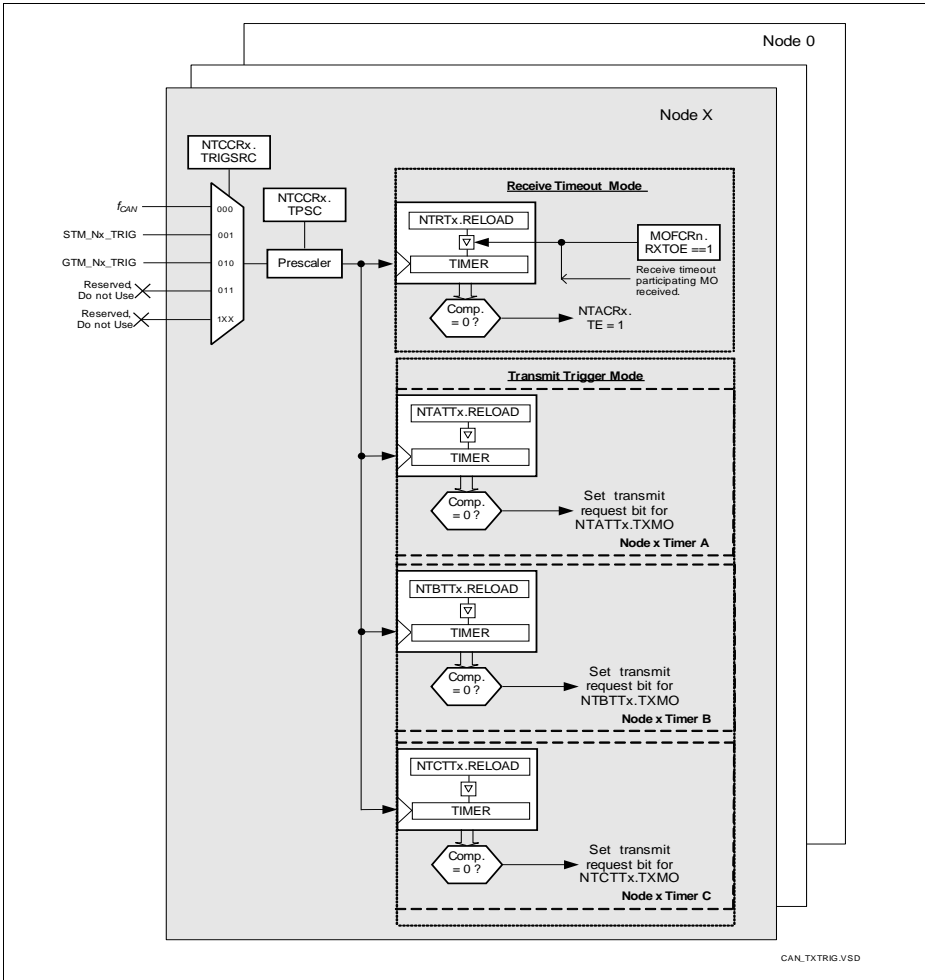 Node 0
Node X
NTCCRx.
TRIGSRC
NTCCRx.
TPSC
fCAN
STM_Nx_TRIG
GTM_Nx_TRIG
Reserved,
Do not Use
Reserved,
Do not Use
000
001
010
011
1XX
Prescaler
Receive Timeout Mode
NTRTx.RELOAD
TIMER
MOFCRn.
RXTOE ==1
Receive timeout
participating MO
received.
Comp.
= 0 ?
NTACRx.
TE = 1
Transmit Trigger Mode
NTATTx.RELOAD
TIMER
Comp.
= 0 ?
Set transmit
request bit for
NTATTx.TXMO
Node x Timer A
NTBTTx.RELOAD
TIMER
Comp.
= 0 ?
Set transmit
request bit for
NTBTTx.TXMO
Node x Timer B
NTCTTx.RELOAD
TIMER
Comp.
= 0 ?
Set transmit
request bit for
NTCTTx.TXMO
Node x Timer C
CAN_TXTRIG.VSD